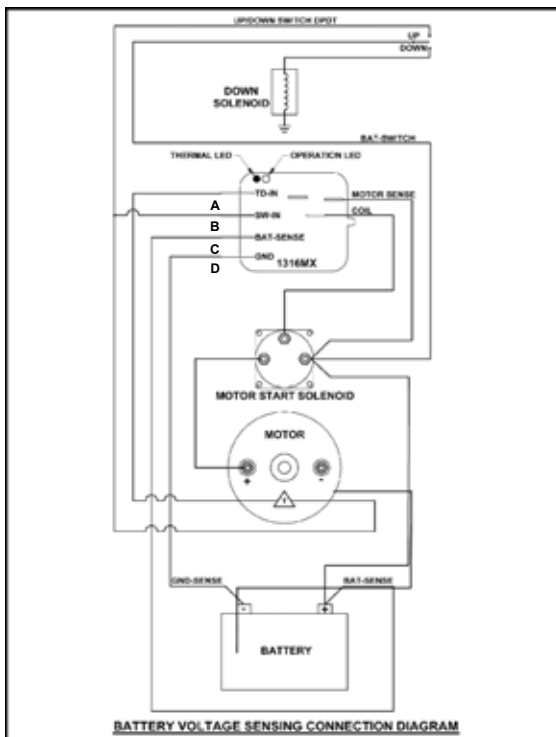 UP/DOWN SWITCH DPDT
UP
DOWN
DOWN
SOLENOID
BAT-SWITCH
THERMAL LED
OPERATION LED
TD-IN
MOTOR SENSE
A
SW-IN
COIL
B
BAT-SENSE
C
GND
D
1316MX
MOTOR START SOLENOID
MOTOR
+
-
GND-SENSE
BAT-SENSE
-
+
BATTERY
BATTERY VOLTAGE SENSING CONNECTION DIAGRAM